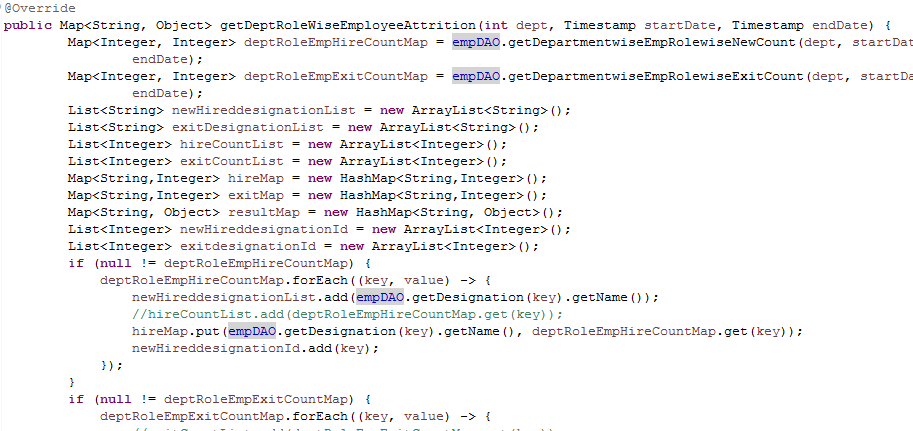 @Override
public Map<String, Object> getDeptRoleWiseEmployeeAttrition(int dept, Timestamp startDate, Timestamp endDate) {
Map<Integer, Integer> deptRoleEmpHireCountMap = empDAO.getDepartmentwiseEmpRolewiseNewCount(dept, startDat
endDate);
Map<Integer, Integer> deptRoleEmpExitCountMap = empDAO.getDepartmentwiseEmpRolewiseExitCount(dept, startDa
endDate);
List<String> newHireddesignationList = new ArrayList<String>();
List<String> exitDesignationList = new ArrayList<String>();
List<Integer> hireCountList = new ArrayList<Integer>();
List<Integer> exitCountList = new ArrayList<Integer>();
Map<String,Integer> hireMap = new HashMap<String,Integer>();
Map<String,Integer> exitMap = new HashMap<String,Integer>();
Map<String, Object> resultMap = new HashMap<String, Object>();
List<Integer> newHireddesignationId = new ArrayList<Integer>();
List<Integer> exitdesignationId = new ArrayList<Integer>();
if (null != deptRoleEmpHireCountMap) {
deptRoleEmpHireCountMap.forEach((key, value) -> {
newHireddesignationList.add(empDAO.getDesignation(key).getName());
//hireCountList.add(deptRoleEmpHireCountMap.get(key));
hireMap.put(empDAO.getDesignation(key).getName(), deptRoleEmpHireCountMap.get(key));
newHireddesignationId.add(key);
});
}
if (null != deptRoleEmpExitCountMap) {
deptRoleEmpExitCountMap.forEach((key, value) -> {